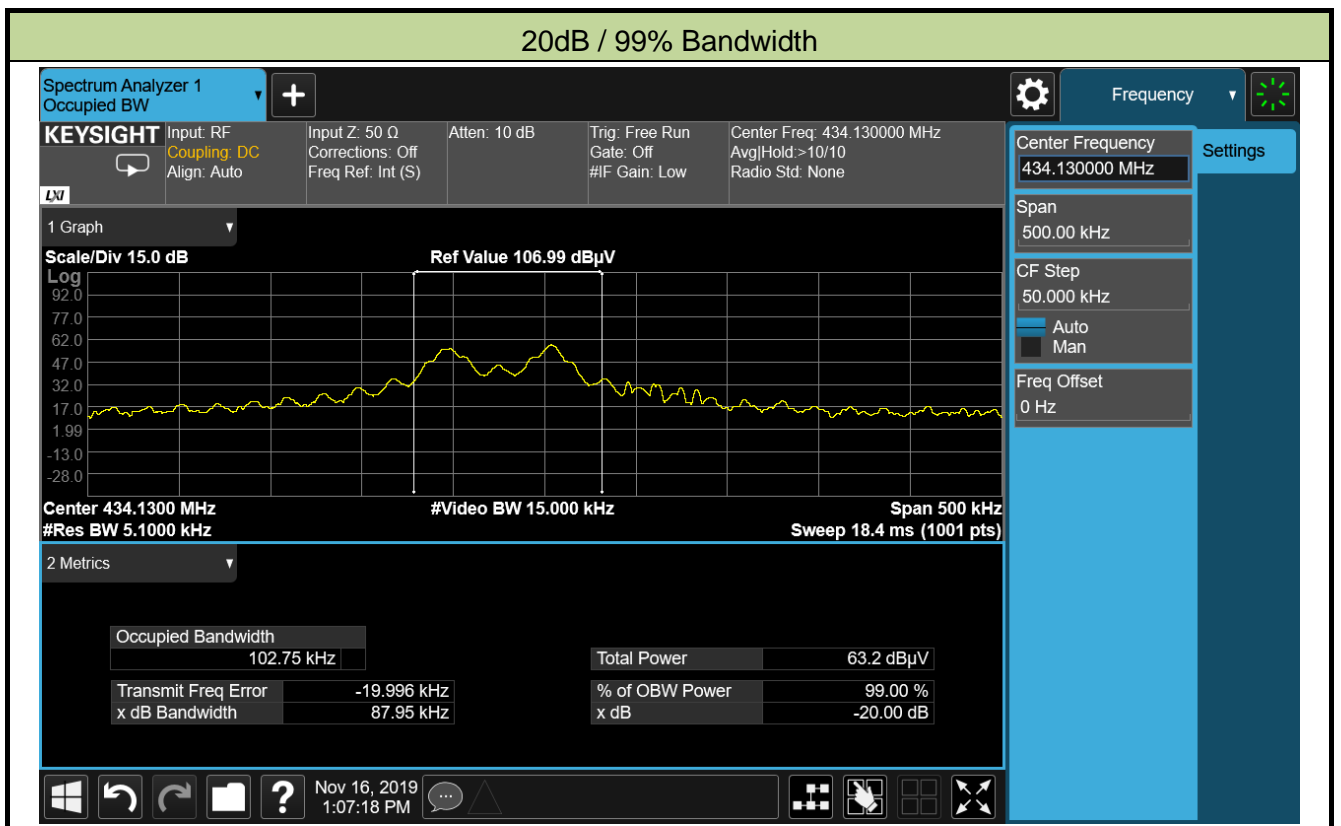 20dB / 99% Bandwidth
Spectrum Analyzer 1
Occupied BW
Frequency
KEYSIGHT
LXI
Input: RF
Coupling: DC
Align: Auto
Input Z: 50 Ω
Corrections: Off
Freq Ref: Int (S)
Atten: 10 dB
Trig: Free Run
Gate: Off
#IF Gain: Low
Center Freq: 434.130000 MHz
Avg|Hold:>10/10
Radio Std: None
Center Frequency
434.130000 MHz
Settings
Span
500.00 kHz
CF Step
50.000 kHz
Auto
Man
Freq Offset
0 Hz
1 Graph
Scale/Div 15.0 dB
Ref Value 106.99 dBµV
Log
92.0
77.0
62.0
47.0
32.0
17.0
1.99
-13.0
-28.0
Center 434.1300 MHz
#Video BW 15.000 kHz
Span 500 kHz
#Res BW 5.1000 kHz
Sweep 18.4 ms (1001 pts)
2 Metrics
Occupied Bandwidth
102.75 kHz
Total Power 63.2 dBµV
Transmit Freq Error -19.996 kHz
% of OBW Power 99.00 %
x dB Bandwidth 87.95 kHz
x dB -20.00 dB
?
Nov 16, 2019
1:07:18 PM